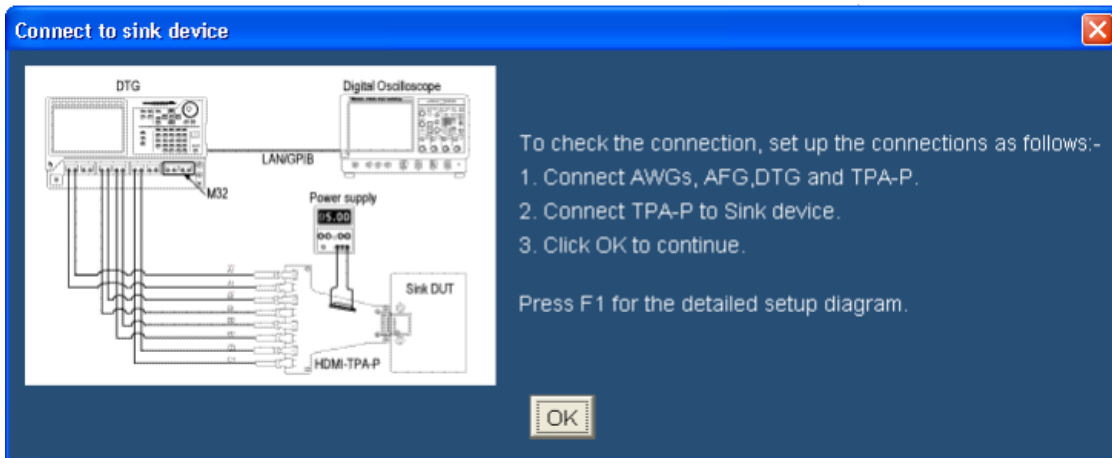 Connect to sink device
DTG
Digital Oscilloscope
LAN/GPIB
M32
Power supply
05.00
Sink DUT
HDMI-TPA-P
To check the connection, set up the connections as follows:-
1. Connect AWGs, AFG,DTG and TPA-P.
2. Connect TPA-P to Sink device.
3. Click OK to continue.
Press F1 for the detailed setup diagram.
OK